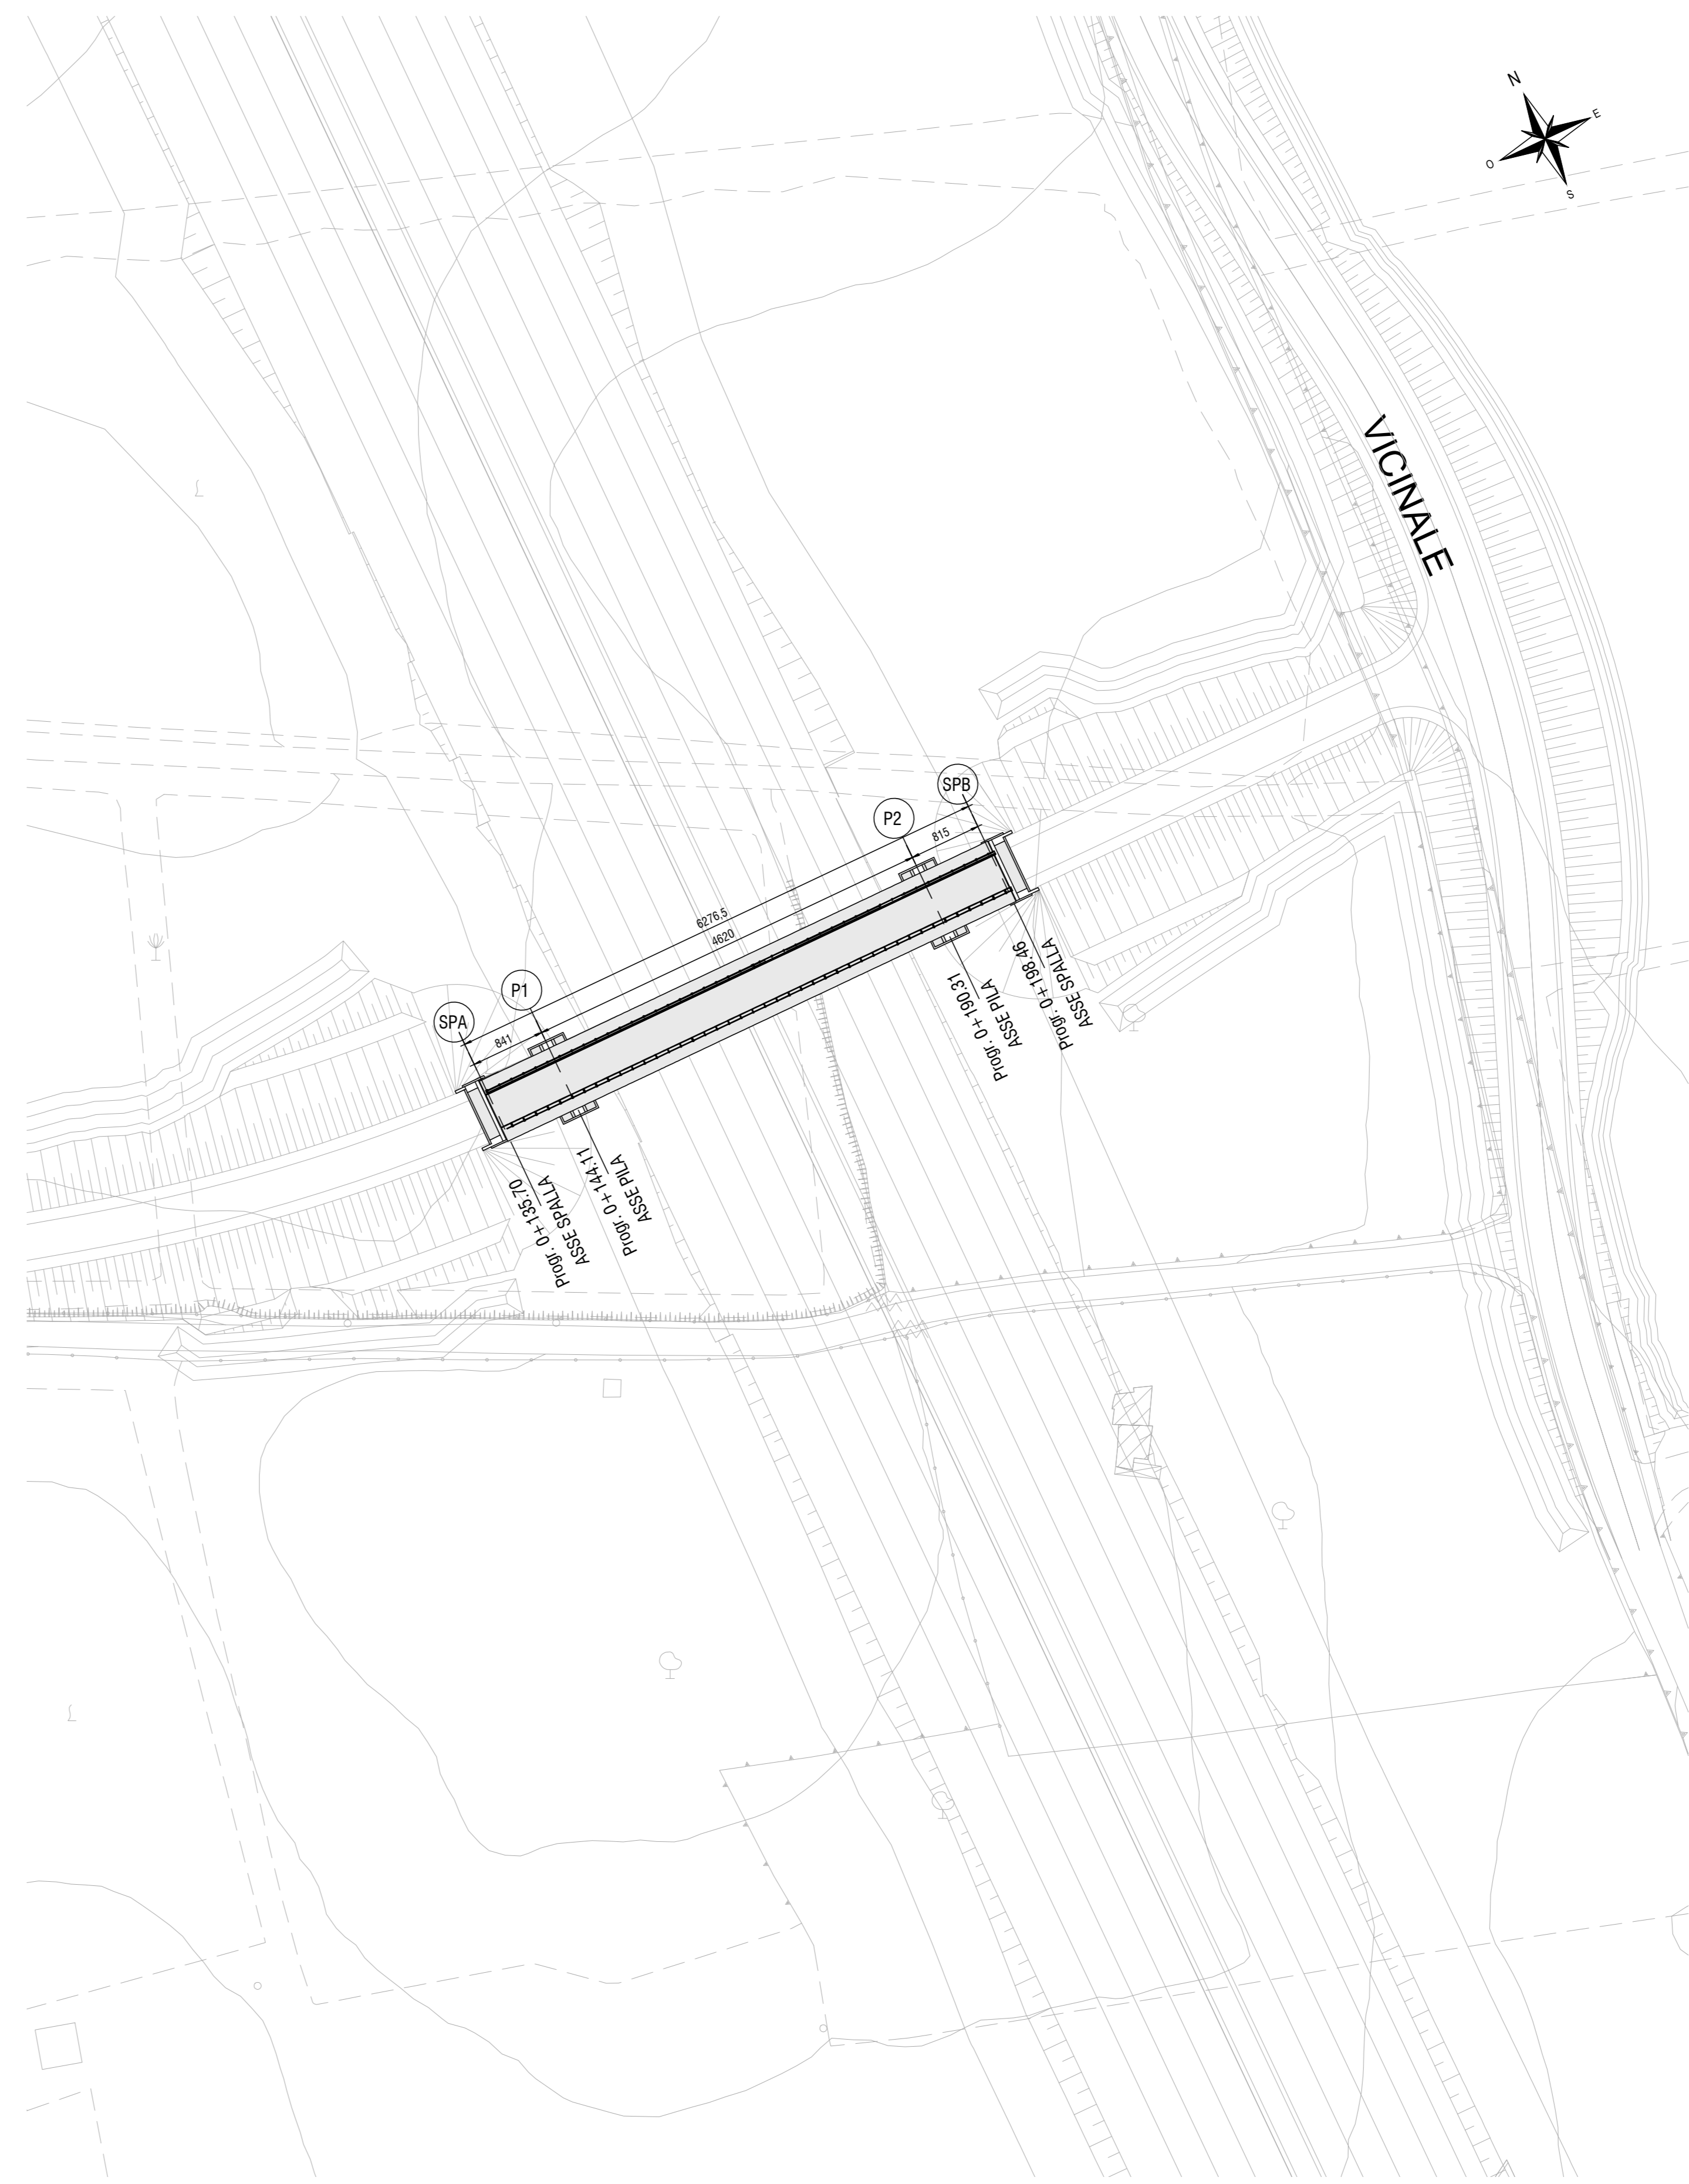 N
E
O
S
VICINALE
SPB
P2
815
6276,5
4620
P1
SPA
841
Progr. 0+198.46
ASSE SPALLA
Progr. 0+190.31
ASSE PILA
Progr. 0+144.11
ASSE PILA
Progr. 0+135.70
ASSE SPALLA